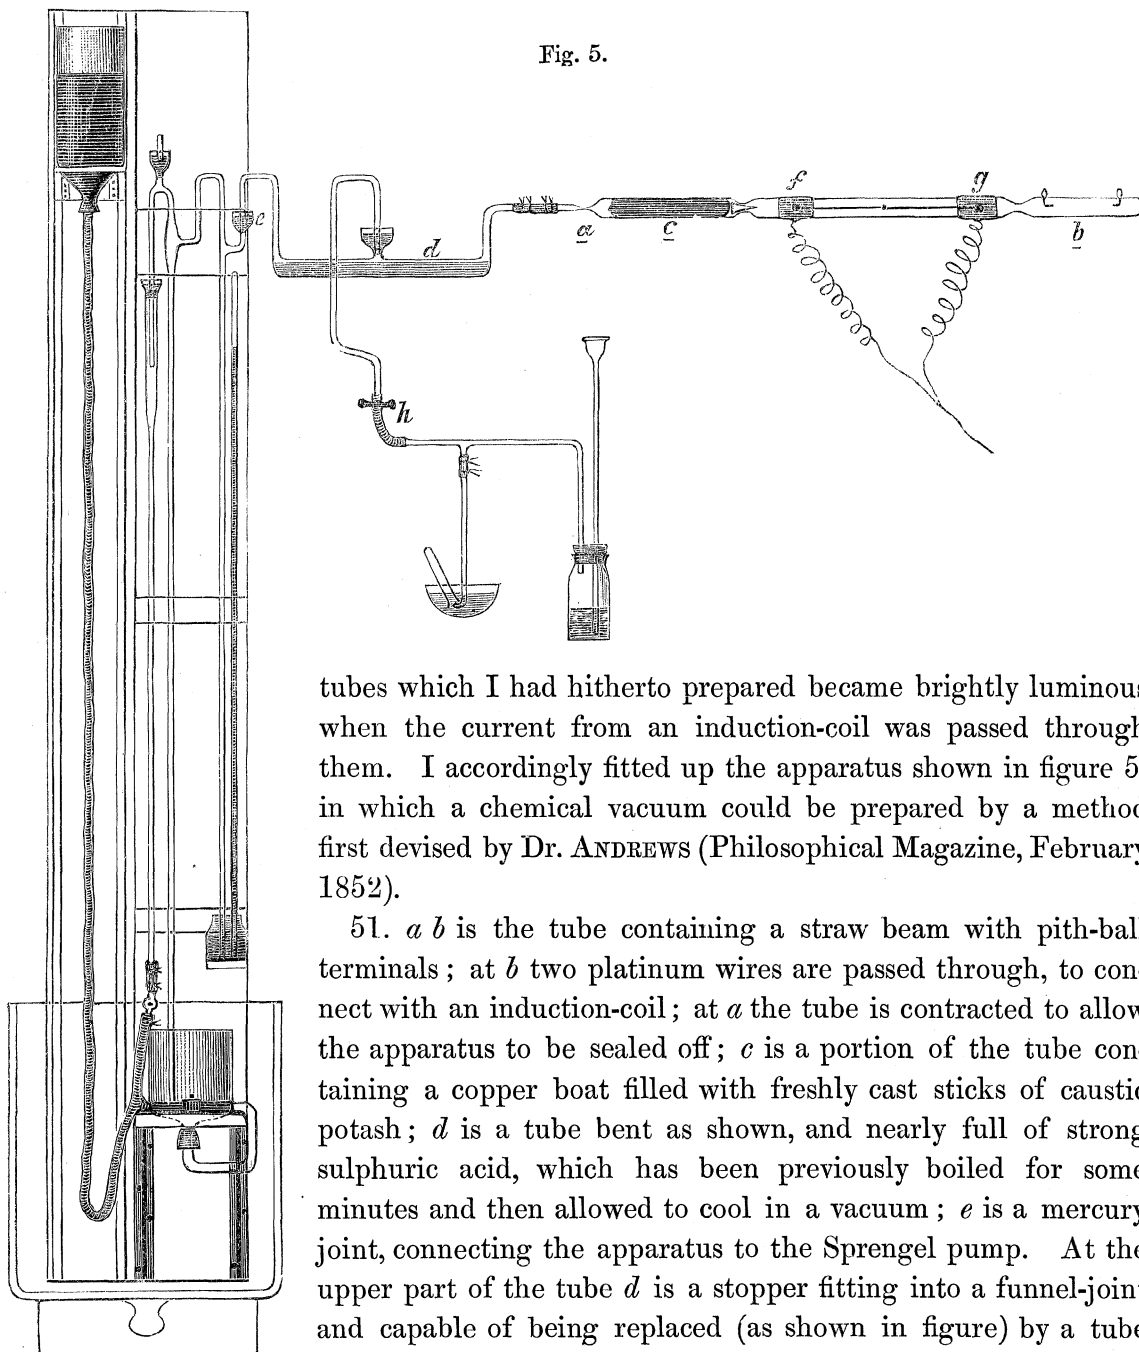 Fig. 5.
f g
e d a c b
h
tubes which I had hitherto prepared became brightly luminous
when the current from an induction-coil was passed through
them. I accordingly fitted up the apparatus shown in figure 5
in which a chemical vacuum could be prepared by a method
first devised by Dr. ANDREWS (Philosophical Magazine, February
1852).
51. a b is the tube containing a straw beam with pith-ball
terminals; at b two platinum wires are passed through, to con-
nect with an induction-coil; at a the tube is contracted to allow
the apparatus to be sealed off; c is a portion of the tube con-
taining a copper boat filled with freshly cast sticks of caustic
potash; d is a tube bent as shown, and nearly full of strong
sulphuric acid, which has been previously boiled for some
minutes and then allowed to cool in a vacuum; e is a mercury
joint, connecting the apparatus to the Sprengel pump. At the
upper part of the tube d is a stopper fitting into a funnel-joint
and capable of being replaced (as shown in figure) by a tube